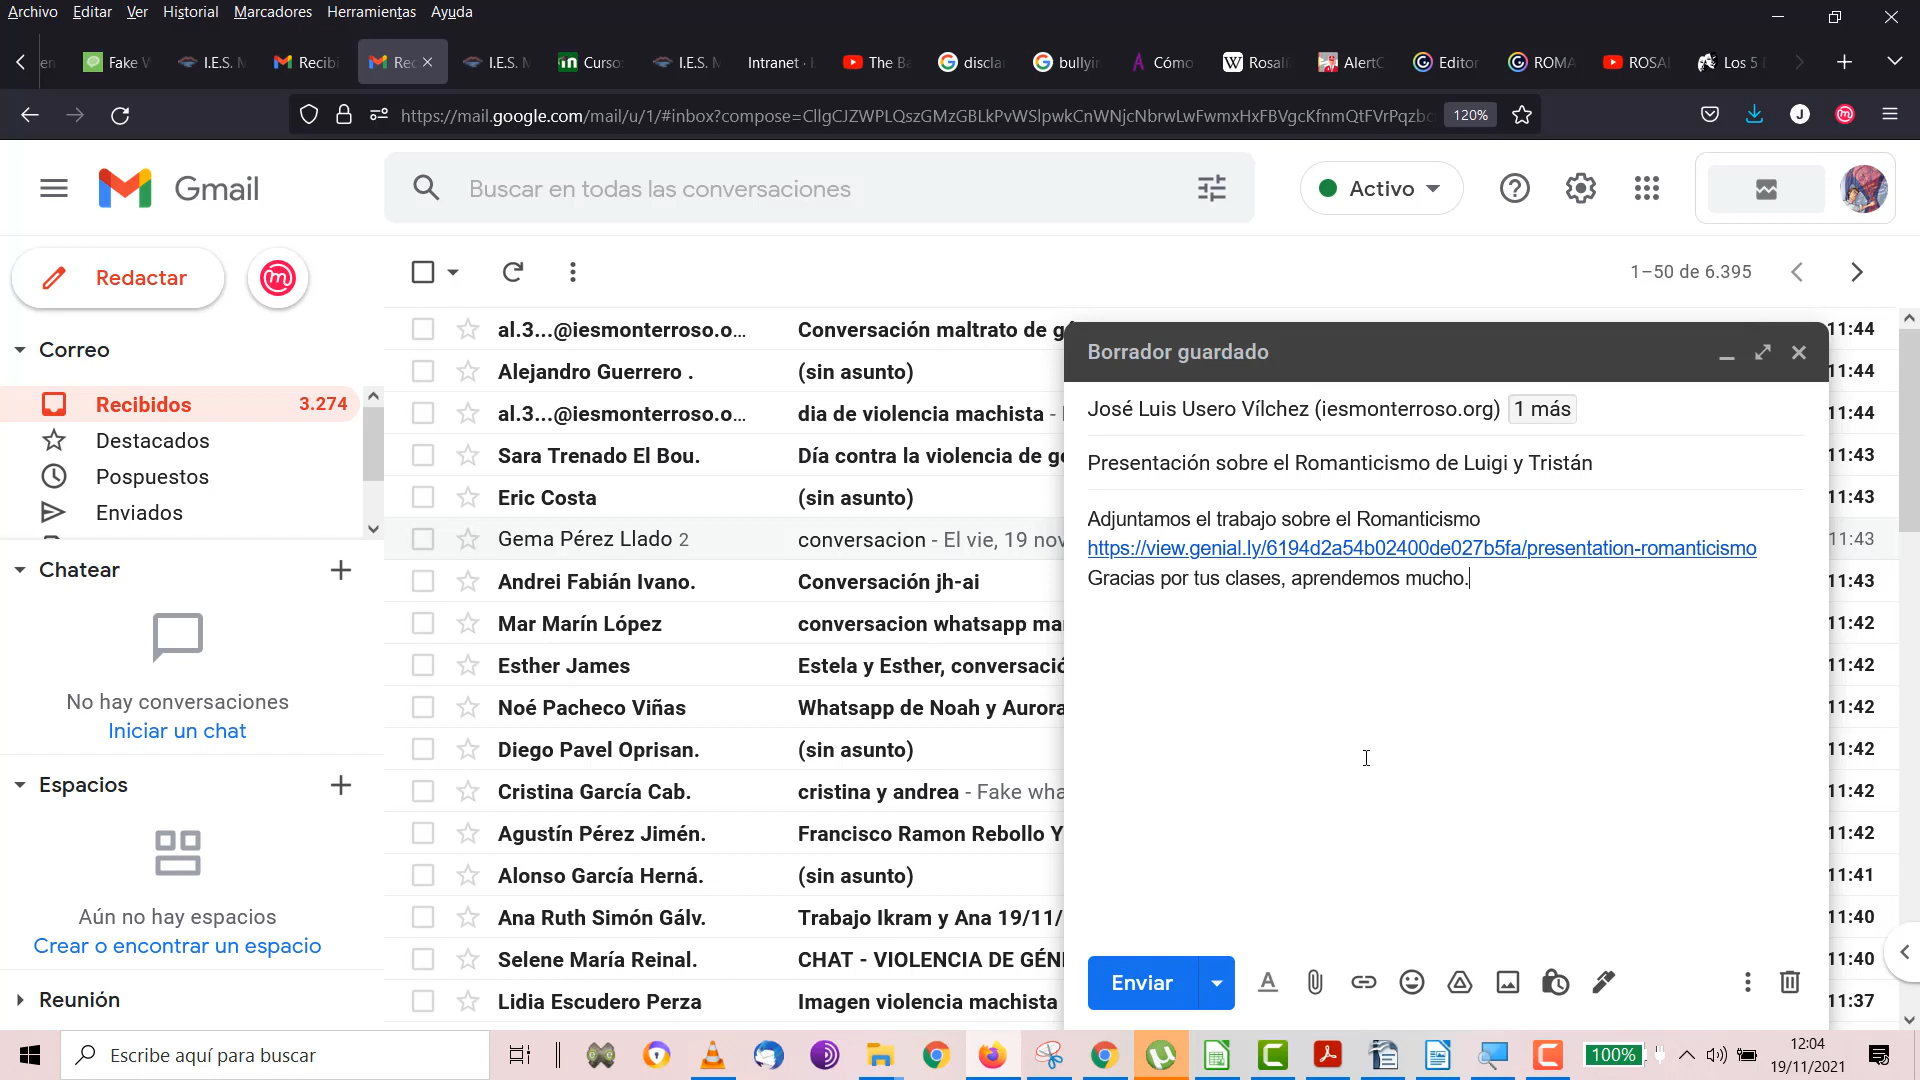 Archivo Editar Ver Historial Marcadores Herramientas Ayuda
Fake I.E.S. Recibi Rec I.E.S. Curso: I.E.S. Intranet · The Ba discla bullyin Cómo Rosalí AlertC Editor ROMA ROSAL Los 5
https://mail.google.com/mail/u/1/#inbox?compose=CllgCJZWPLQszGMzGBLkPvWSlpwkCnWNjcNbrwLwFwmxHxFBVgcKfnmQtFVrPqzbc 120%
Gmail
Buscar en todas las conversaciones
Activo
Redactar
1–50 de 6.395
Correo
Recibidos 3.274
Destacados
Pospuestos
Enviados
Chatear
No hay conversaciones
Iniciar un chat
Espacios
Aún no hay espacios
Crear o encontrar un espacio
Reunión
al.3...@iesmonterroso.o... Conversación maltrato de gé 11:44
Alejandro Guerrero . (sin asunto) 11:44
al.3...@iesmonterroso.o... dia de violencia machista - 11:44
Sara Trenado El Bou. Día contra la violencia de gé 11:43
Eric Costa (sin asunto) 11:43
Gema Pérez Llado 2 conversacion - El vie, 19 nov 11:43
Andrei Fabián Ivano. Conversación jh-ai 11:43
Mar Marín López conversacion whatsapp mar 11:42
Esther James Estela y Esther, conversació 11:42
Noé Pacheco Viñas Whatsapp de Noah y Aurora 11:42
Diego Pavel Oprisan. (sin asunto) 11:42
Cristina García Cab. cristina y andrea - Fake wha 11:42
Agustín Pérez Jimén. Francisco Ramon Rebollo Y 11:42
Alonso García Herná. (sin asunto) 11:41
Ana Ruth Simón Gálv. Trabajo Ikram y Ana 19/11/ 11:40
Selene María Reinal. CHAT - VIOLENCIA DE GÉNE 11:40
Lidia Escudero Perza Imagen violencia machista 11:37
Borrador guardado
José Luis Usero Vílchez (iesmonterroso.org) 1 más
Presentación sobre el Romanticismo de Luigi y Tristán
Adjuntamos el trabajo sobre el Romanticismo
https://view.genial.ly/6194d2a54b02400de027b5fa/presentation-romanticismo
Gracias por tus clases, aprendemos mucho.
Enviar
Escribe aquí para buscar
100%
12:04
19/11/2021